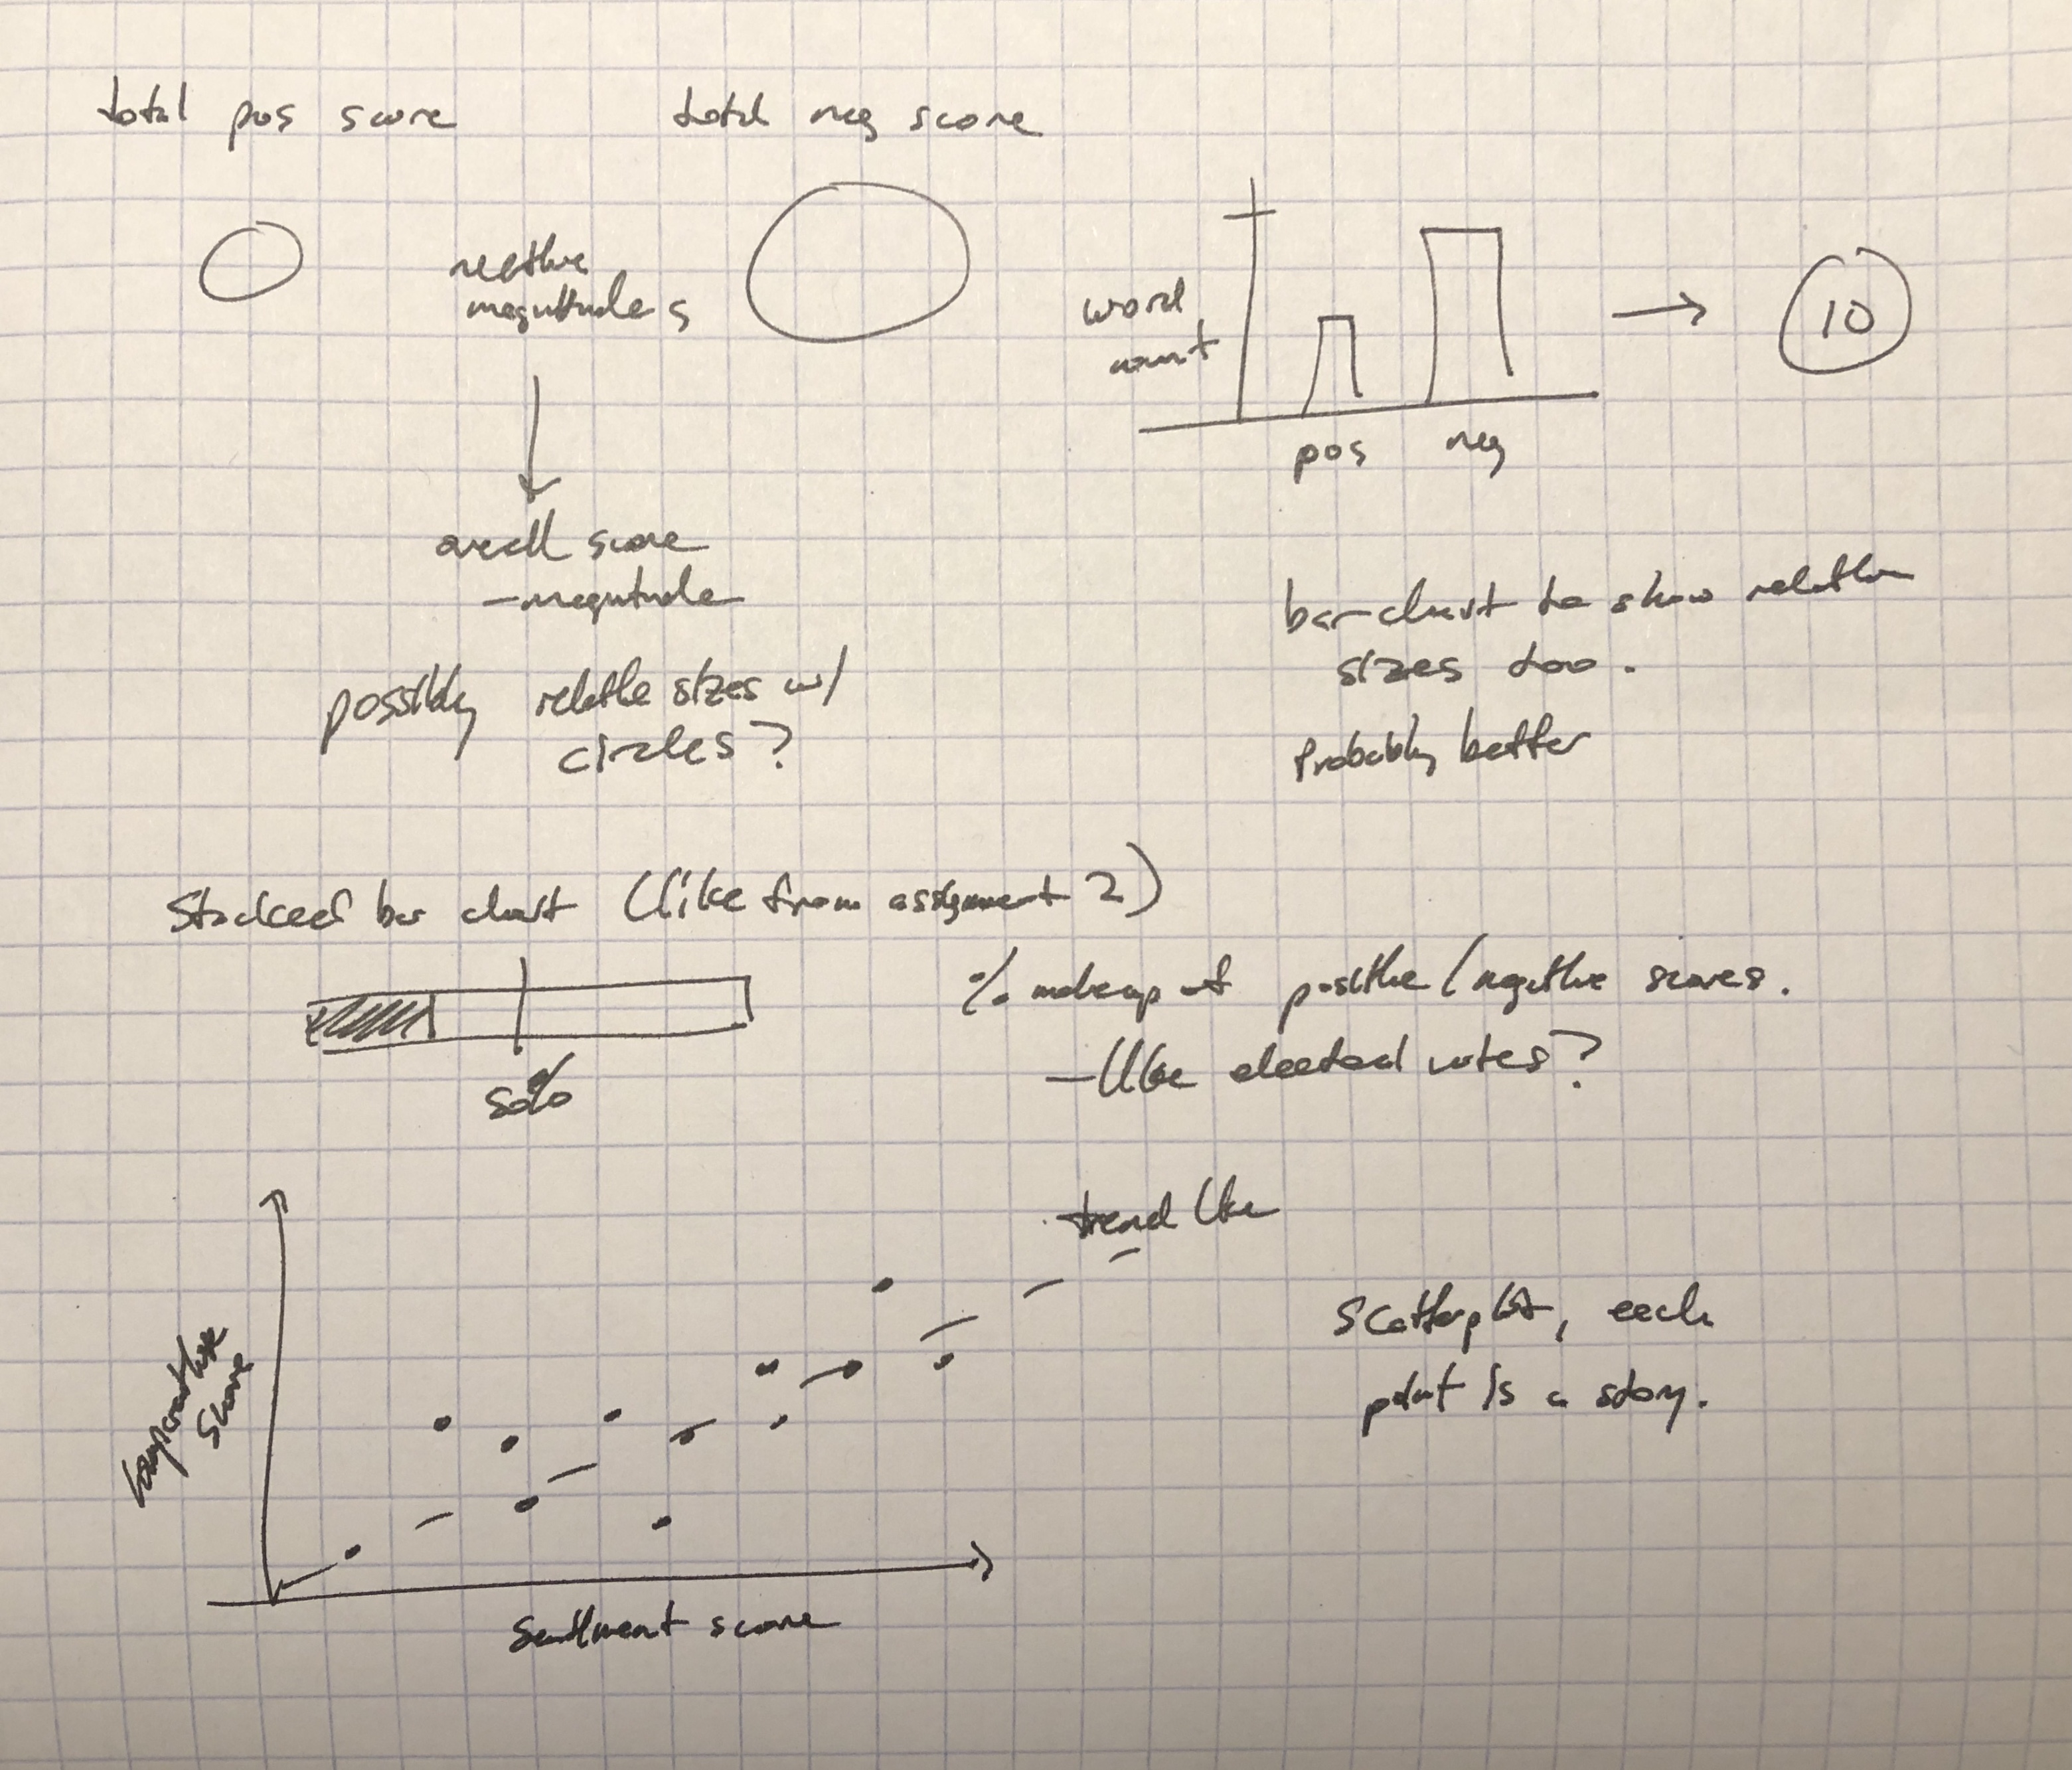 total pos score
total neg score
relative
magnitudes
overall score
- magnitude
possibly relative sizes w/
circles?
word
count
pos neg
10
bar-chart to show relative
sizes too.
Probably better
Stacked bar chart (like from assignment 2)
50%
% makeup of positive/negative scores.
- like electoral votes?
trend line
Comparative
Score
Sentiment score
Scatterplot, each
point is a story.